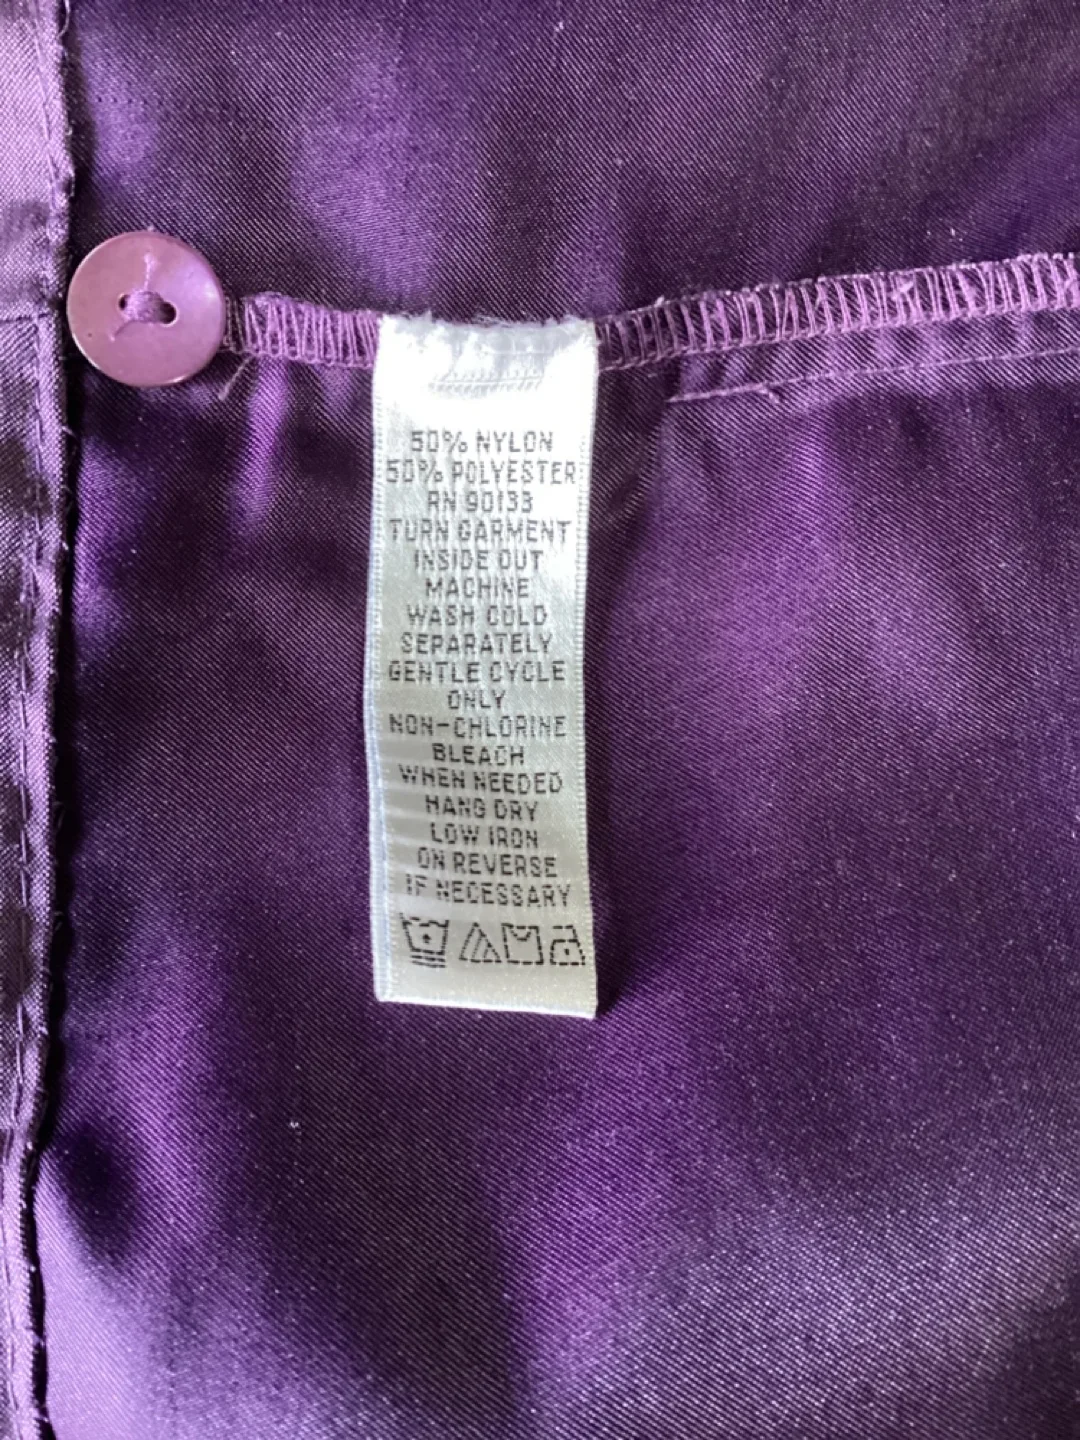 50% NYLON
50% POLYESTER
RN 90133
TURN GARMENT
INSIDE OUT
MACHINE
WASH COLD
SEPARATELY
GENTLE CYCLE
ONLY
NON-CHLORINE
BLEACH
WHEN NEEDED
HANG DRY
LOW IRON
ON REVERSE
IF NECESSARY